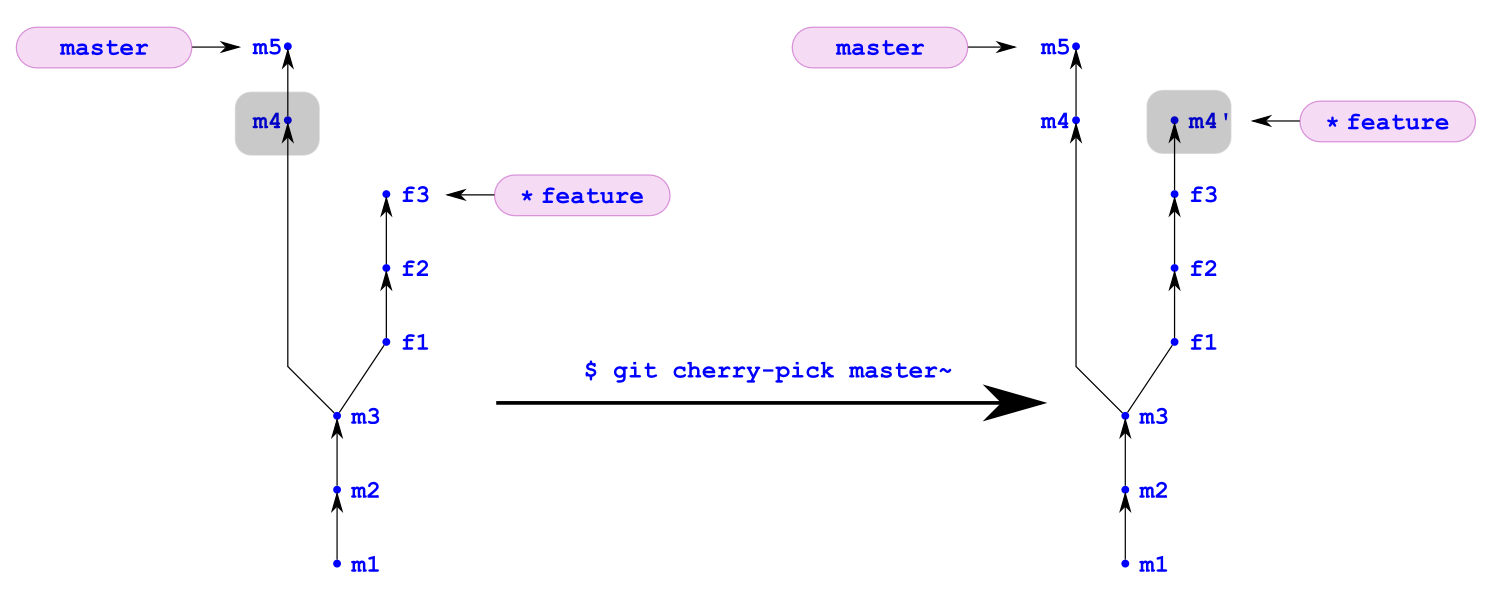 master m5 master m5
m4 m4 m4' * feature
f3 * feature f3
f2 f2
f1 f1
$ git cherry-pick master~
m3 m3
m2 m2
m1 m1